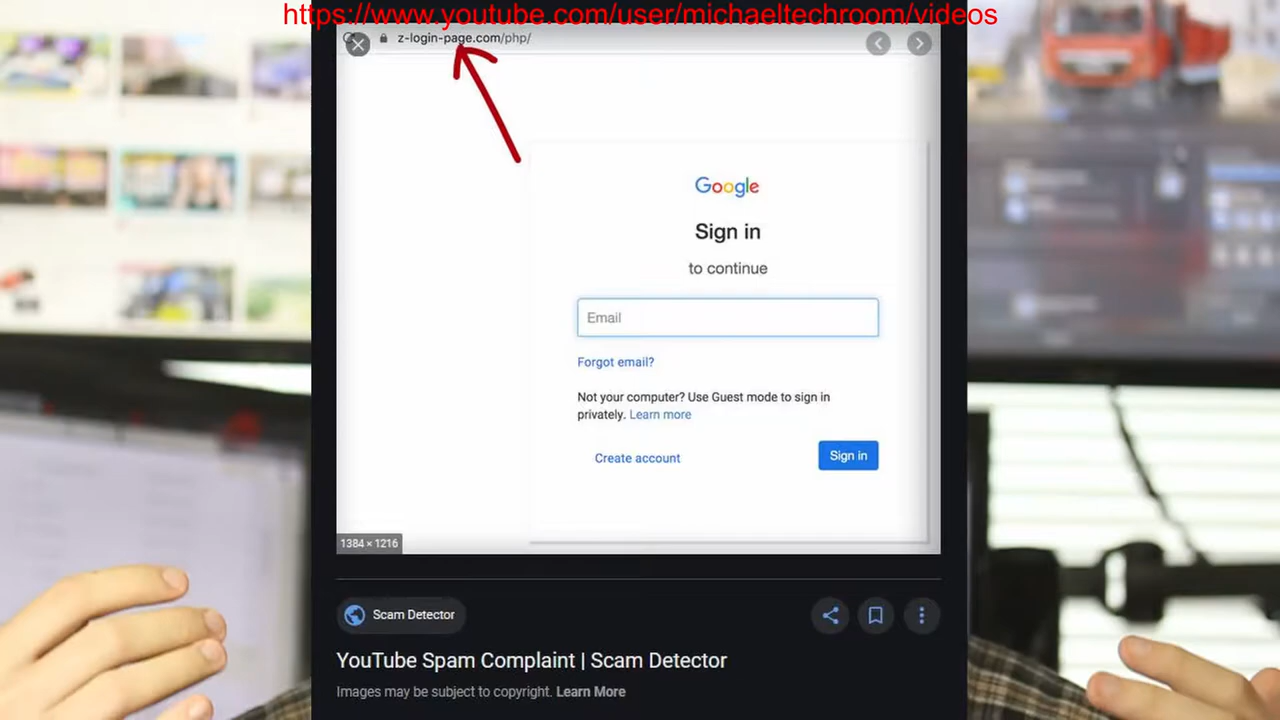 https://www.youtube.com/user/michaeltechroom/videos
z-login-page.com/php/
Google
Sign in
to continue
Email
Forgot email?
Not your computer? Use Guest mode to sign in
privately. Learn more
Create account
Sign in
1384 × 1216
Scam Detector
YouTube Spam Complaint | Scam Detector
Images may be subject to copyright. Learn More